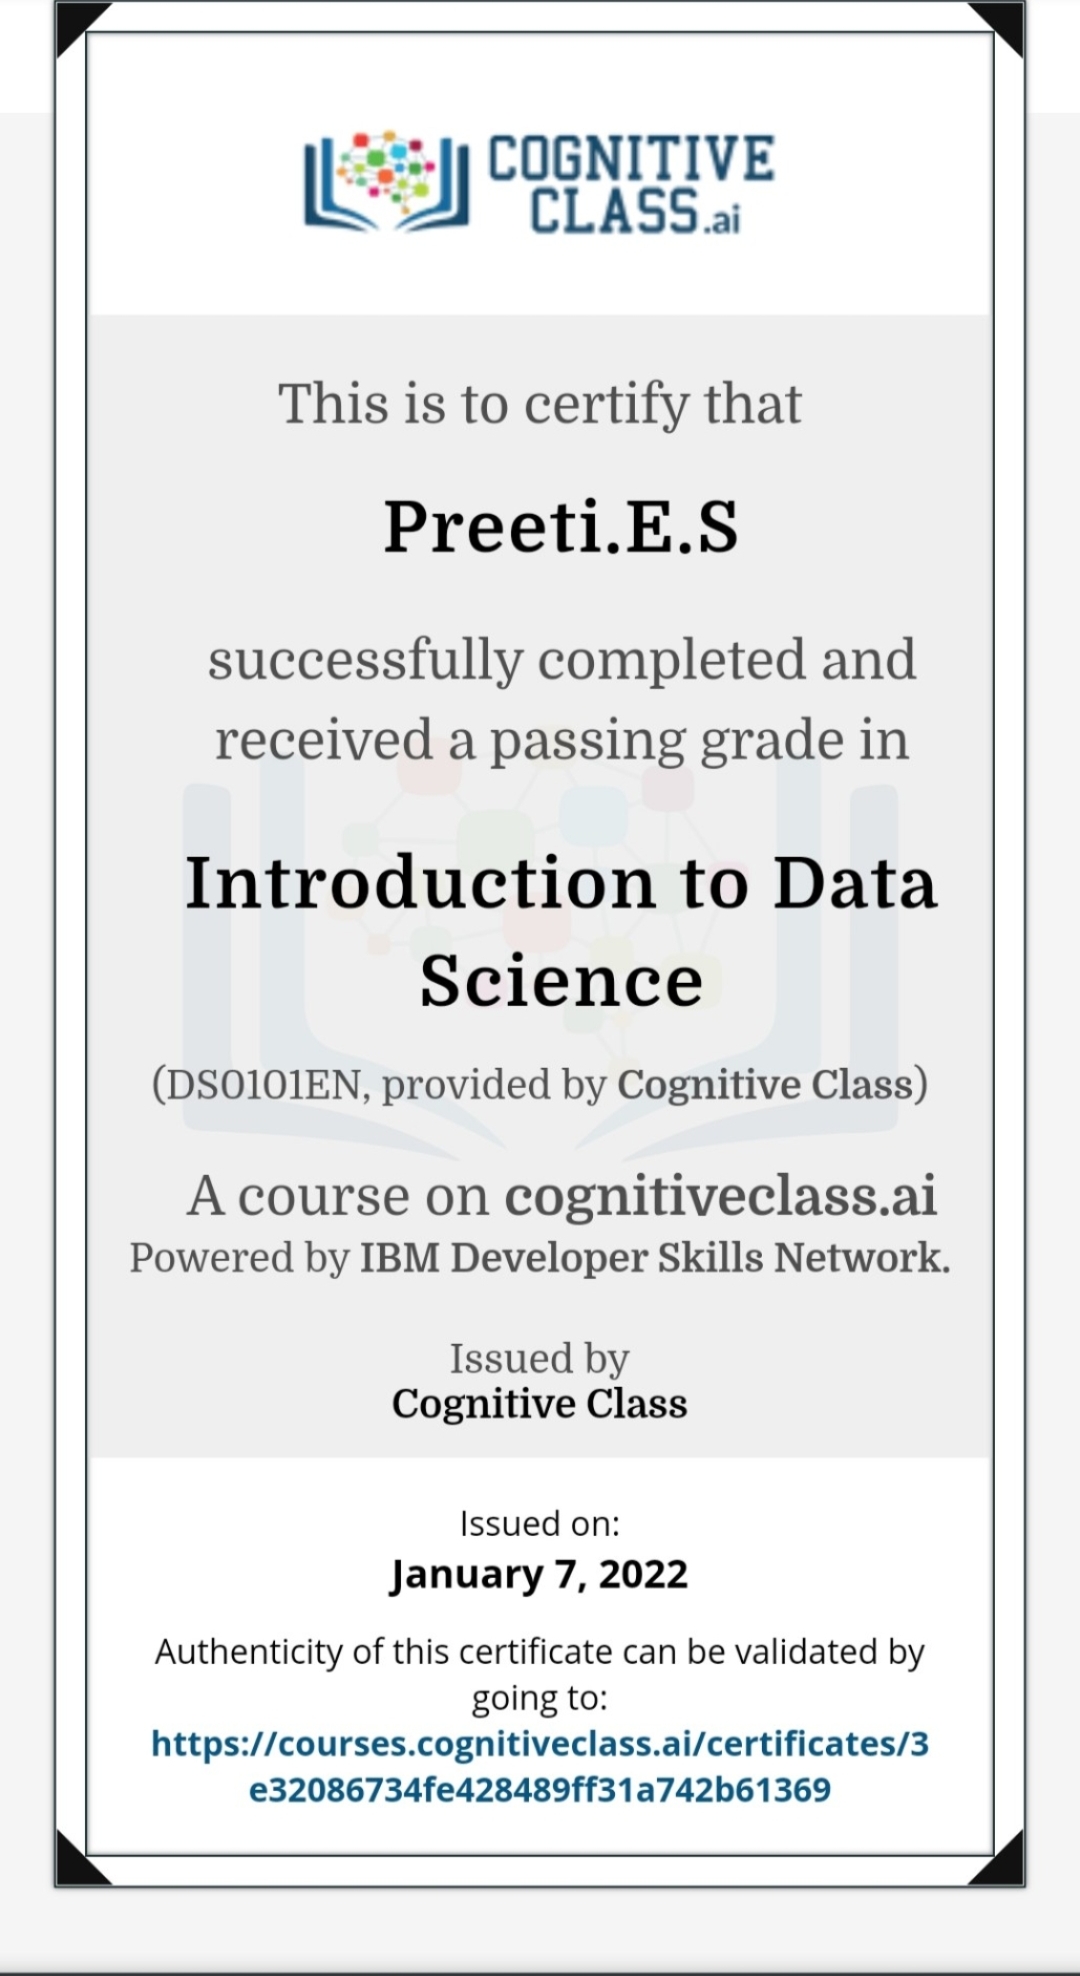 COGNITIVE
CLASS.ai
This is to certify that
Preeti.E.S
successfully completed and
received a passing grade in
Introduction to Data
Science
(DS0101EN, provided by Cognitive Class)
A course on cognitiveclass.ai
Powered by IBM Developer Skills Network.
Issued by
Cognitive Class
Issued on:
January 7, 2022
Authenticity of this certificate can be validated by
going to:
https://courses.cognitiveclass.ai/certificates/3
e32086734fe428489ff31a742b61369